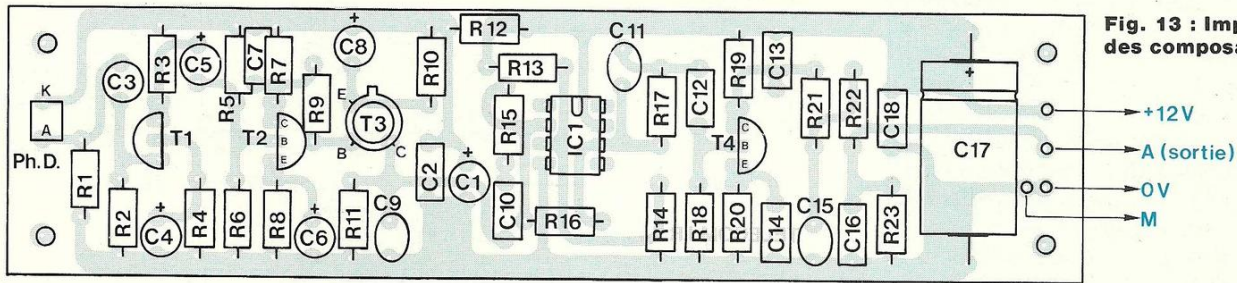 Fig. 13 : Imp
des composa
K
A
Ph.D.
R1
C3
R3
+
C5
R5
C7
R7
+
C8
R9
E
B
C
T3
T1
T2
C
B
E
R2
+
C4
R4
R6
R8
+
C6
R11
C9
R10
R12
R13
R15
IC1
C2
+
C1
C10
R16
C11
R17
C12
R19
C13
T4
C
B
E
R21
R22
C18
R14
R18
R20
C14
C15
C16
R23
+
C17
+12V
A (sortie)
0V
M